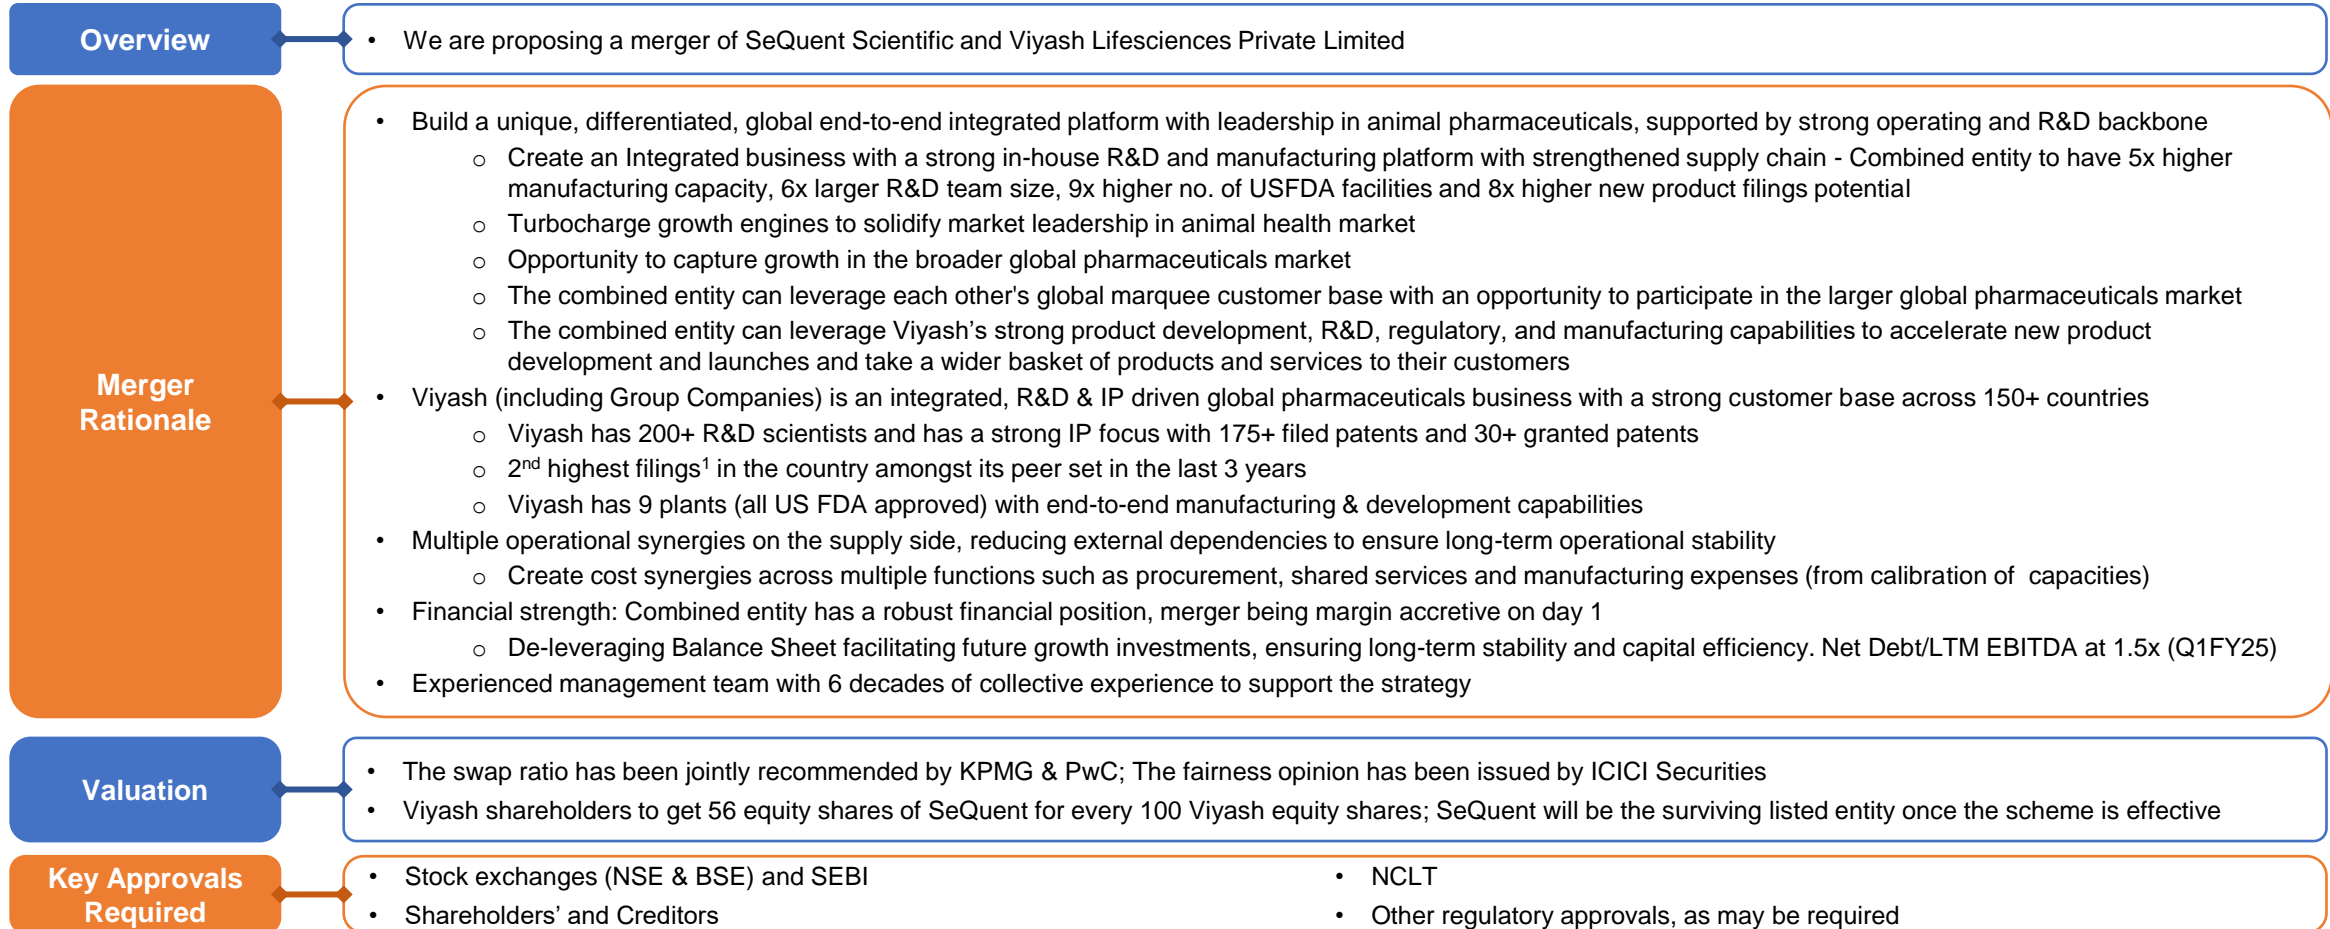 Overview
• We are proposing a merger of SeQuent Scientific and Viyash Lifesciences Private Limited
Merger
Rationale
• Build a unique, differentiated, global end-to-end integrated platform with leadership in animal pharmaceuticals, supported by strong operating and R&D backbone
o Create an Integrated business with a strong in-house R&D and manufacturing platform with strengthened supply chain - Combined entity to have 5x higher
manufacturing capacity, 6x larger R&D team size, 9x higher no. of USFDA facilities and 8x higher new product filings potential
o Turbocharge growth engines to solidify market leadership in animal health market
o Opportunity to capture growth in the broader global pharmaceuticals market
o The combined entity can leverage each other's global marquee customer base with an opportunity to participate in the larger global pharmaceuticals market
o The combined entity can leverage Viyash’s strong product development, R&D, regulatory, and manufacturing capabilities to accelerate new product
development and launches and take a wider basket of products and services to their customers
• Viyash (including Group Companies) is an integrated, R&D & IP driven global pharmaceuticals business with a strong customer base across 150+ countries
o Viyash has 200+ R&D scientists and has a strong IP focus with 175+ filed patents and 30+ granted patents
o 2nd highest filings1 in the country amongst its peer set in the last 3 years
o Viyash has 9 plants (all US FDA approved) with end-to-end manufacturing & development capabilities
• Multiple operational synergies on the supply side, reducing external dependencies to ensure long-term operational stability
o Create cost synergies across multiple functions such as procurement, shared services and manufacturing expenses (from calibration of capacities)
• Financial strength: Combined entity has a robust financial position, merger being margin accretive on day 1
o De-leveraging Balance Sheet facilitating future growth investments, ensuring long-term stability and capital efficiency. Net Debt/LTM EBITDA at 1.5x (Q1FY25)
• Experienced management team with 6 decades of collective experience to support the strategy
Valuation
• The swap ratio has been jointly recommended by KPMG & PwC; The fairness opinion has been issued by ICICI Securities
• Viyash shareholders to get 56 equity shares of SeQuent for every 100 Viyash equity shares; SeQuent will be the surviving listed entity once the scheme is effective
Key Approvals
Required
• Stock exchanges (NSE & BSE) and SEBI
• Shareholders’ and Creditors
• NCLT
• Other regulatory approvals, as may be required